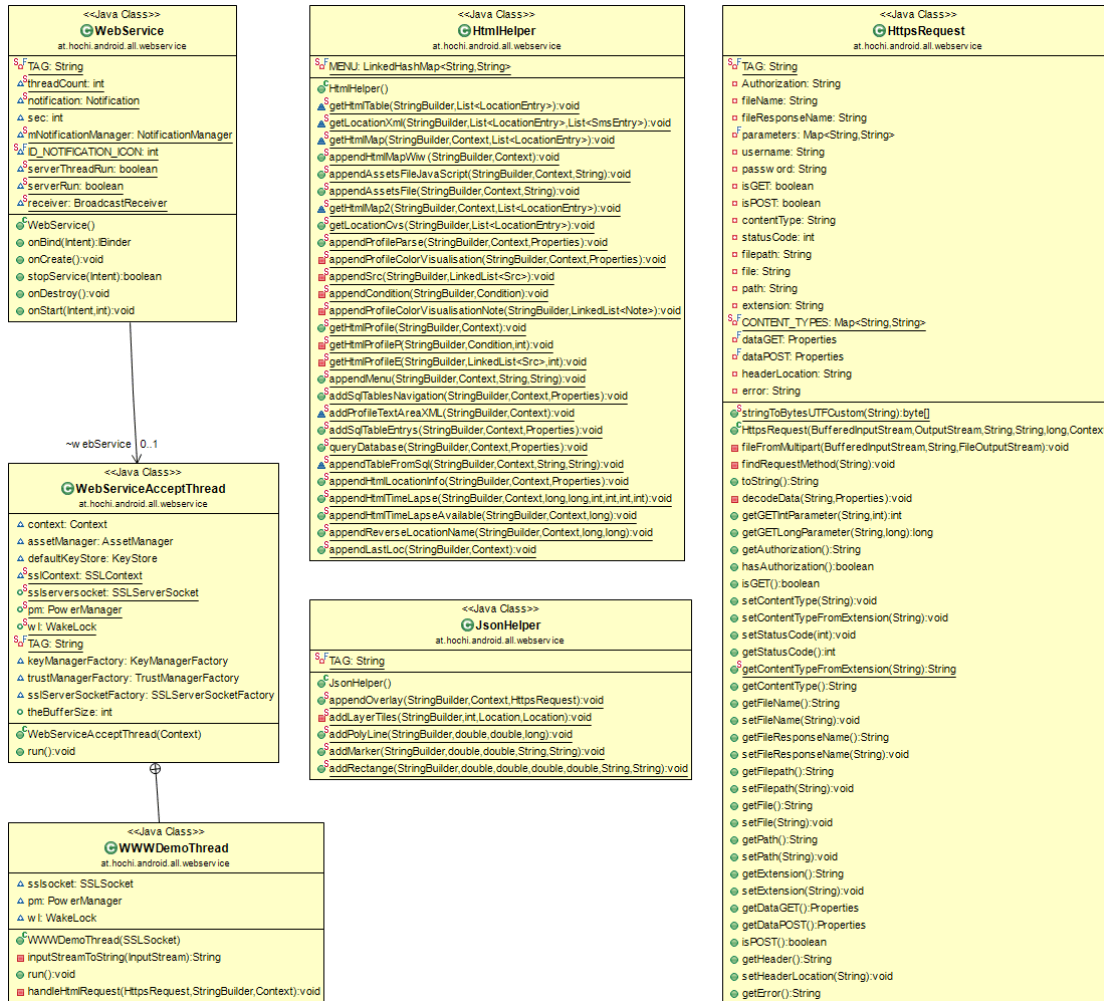 <<Java Class>>
WebService
at.hochi.android.all.webservice
TAG: String
threadCount: int
notification: Notification
sec: int
mNotificationManager: NotificationManager
ID_NOTIFICATION_ICON: int
serverThreadRun: boolean
serverRun: boolean
receiver: BroadcastReceiver
WebService()
onBind(Intent):IBinder
onCreate():void
stopService(Intent):boolean
onDestroy():void
onStart(Intent,int):void
~webService 0..1
<<Java Class>>
WebServiceAcceptThread
at.hochi.android.all.webservice
context: Context
assetManager: AssetManager
defaultKeyStore: KeyStore
sslContext: SSLContext
sslserversocket: SSLServerSocket
pm: PowerManager
wl: WakeLock
TAG: String
keyManagerFactory: KeyManagerFactory
trustManagerFactory: TrustManagerFactory
sslServerSocketFactory: SSLServerSocketFactory
theBufferSize: int
WebServiceAcceptThread(Context)
run():void
<<Java Class>>
WWWDemoThread
at.hochi.android.all.webservice
sslsocket: SSLSocket
pm: PowerManager
wl: WakeLock
WWWDemoThread(SSLSocket)
inputStreamToString(InputStream):String
run():void
handleHtmlRequest(HttpsRequest,StringBuilder,Context):void
<<Java Class>>
HtmlHelper
at.hochi.android.all.webservice
MENU: LinkedHashMap<String,String>
HtmlHelper()
getHtmlTable(StringBuilder,List<LocationEntry>):void
getLocationXml(StringBuilder,List<LocationEntry>,List<SmsEntry>):void
getHtmlMap(StringBuilder,Context,List<LocationEntry>):void
appendHtmlMapWiw(StringBuilder,Context):void
appendAssetsFileJavaScript(StringBuilder,Context,String):void
appendAssetsFile(StringBuilder,Context,String):void
getHtmlMap2(StringBuilder,Context,List<LocationEntry>):void
getLocationCvs(StringBuilder,List<LocationEntry>):void
appendProfileParse(StringBuilder,Context,Properties):void
appendProfileColorVisualisation(StringBuilder,Context,Properties):void
appendSrc(StringBuilder,LinkedList<Src>):void
appendCondition(StringBuilder,Condition):void
appendProfileColorVisualisationNote(StringBuilder,LinkedList<Note>):void
getHtmlProfile(StringBuilder,Context):void
getHtmlProfileP(StringBuilder,Condition,int):void
getHtmlProfileE(StringBuilder,LinkedList<Src>,int):void
appendMenu(StringBuilder,Context,String,String):void
addSqlTablesNavigation(StringBuilder,Context,Properties):void
addProfileTextAreaXML(StringBuilder,Context):void
addSqlTableEntrys(StringBuilder,Context,Properties):void
queryDatabase(StringBuilder,Context,Properties):void
appendTableFromSql(StringBuilder,Context,String,String):void
appendHtmlLocationInfo(StringBuilder,Context,Properties):void
appendHtmlTimeLapse(StringBuilder,Context,long,long,int,int,int,int):void
appendHtmlTimeLapseAvailable(StringBuilder,Context,long):void
appendReverseLocationName(StringBuilder,Context,long,long):void
appendLastLoc(StringBuilder,Context):void
<<Java Class>>
JsonHelper
at.hochi.android.all.webservice
TAG: String
JsonHelper()
appendOverlay(StringBuilder,Context,HttpsRequest):void
addLayerTiles(StringBuilder,int,Location,Location):void
addPolyLine(StringBuilder,double,double,long):void
addMarker(StringBuilder,double,double,String,String):void
addRectange(StringBuilder,double,double,double,double,String,String):void
<<Java Class>>
HttpsRequest
at.hochi.android.all.webservice
TAG: String
Authorization: String
fileName: String
fileResponseName: String
parameters: Map<String,String>
username: String
password: String
isGET: boolean
isPOST: boolean
contentType: String
statusCode: int
filepath: String
file: String
path: String
extension: String
CONTENT_TYPES: Map<String,String>
dataGET: Properties
dataPOST: Properties
headerLocation: String
error: String
stringToBytesUTFCustom(String):byte[]
HttpsRequest(BufferedInputStream,OutputStream,String,String,long,Context
fileFromMultipart(BufferedInputStream,String,FileOutputStream):void
findRequestMethod(String):void
toString():String
decodeData(String,Properties):void
getGETIntParameter(String,int):int
getGETLongParameter(String,long):long
getAuthorization():String
hasAuthorization():boolean
isGET():boolean
setContentType(String):void
setContentTypeFromExtension(String):void
setStatusCode(int):void
getStatusCode():int
getContentTypeFromExtension(String):String
getContentType():String
getFileName():String
setFileName(String):void
getFileResponseName():String
setFileResponseName(String):void
getFilepath():String
setFilepath(String):void
getFile():String
setFile(String):void
getPath():String
setPath(String):void
getExtension():String
setExtension(String):void
getDataGET():Properties
getDataPOST():Properties
isPOST():boolean
getHeader():String
setHeaderLocation(String):void
getError():String